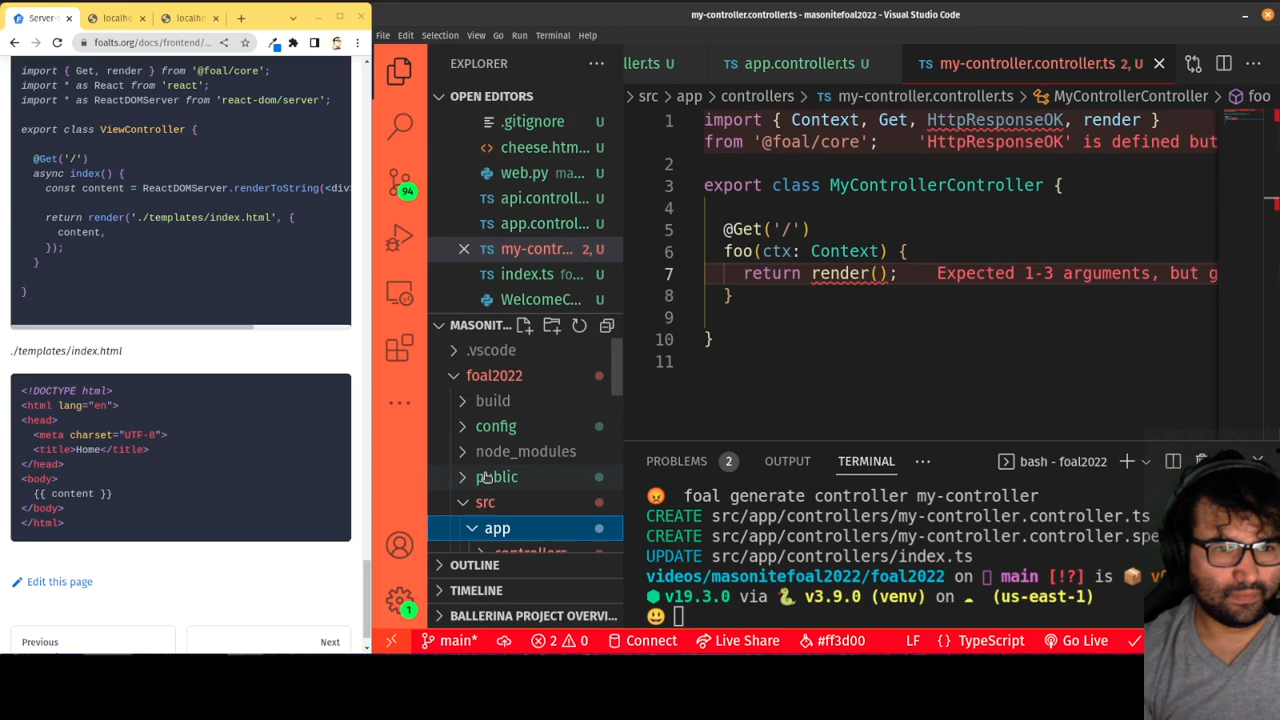 Server-S
localho
localho
foalts.org/docs/frontend/...
import { Get, render } from '@foal/core';
import * as React from 'react';
import * as ReactDOMServer from 'react-dom/server';
export class ViewController {
@Get('/')
async index() {
const content = ReactDOMServer.renderToString(<div
return render('./templates/index.html', {
content,
});
}
}
./templates/index.html
<!DOCTYPE html>
<html lang="en">
<head>
<meta charset="UTF-8">
<title>Home</title>
</head>
<body>
{{ content }}
</body>
</html>
Edit this page
Previous
Next
my-controller.controller.ts - masonitefoal2022 - Visual Studio Code
File Edit Selection View Go Run Terminal Help
EXPLORER
OPEN EDITORS
.gitignore U
cheese.htm... U
web.py ma... U
api.controll... U
app.control... U
my-contr... 2, U
index.ts fo... U
WelcomeC... U
MASONIT...
.vscode
foal2022
build
config
node_modules
public
src
app
controllers
OUTLINE
TIMELINE
BALLERINA PROJECT OVERVI...
94
1
ller.ts U
app.controller.ts U
my-controller.controller.ts 2, U
src > app > controllers > my-controller.controller.ts > MyControllerController > foo
1 import { Context, Get, HttpResponseOK, render }
from '@foal/core'; 'HttpResponseOK' is defined but
2
3 export class MyControllerController {
4
5 @Get('/')
6 foo(ctx: Context) {
7 return render(); Expected 1-3 arguments, but g
8 }
9
10 }
11
PROBLEMS 2 OUTPUT TERMINAL bash - foal2022
😡 foal generate controller my-controller
CREATE src/app/controllers/my-controller.controller.ts
CREATE src/app/controllers/my-controller.controller.spe
UPDATE src/app/controllers/index.ts
videos/masonitefoal2022/foal2022 on main [!?] is 📦 v
v19.3.0 via 🐍 v3.9.0 (venv) on ☁ (us-east-1)
😃
main* 2 0 Connect Live Share #ff3d00 LF TypeScript Go Live